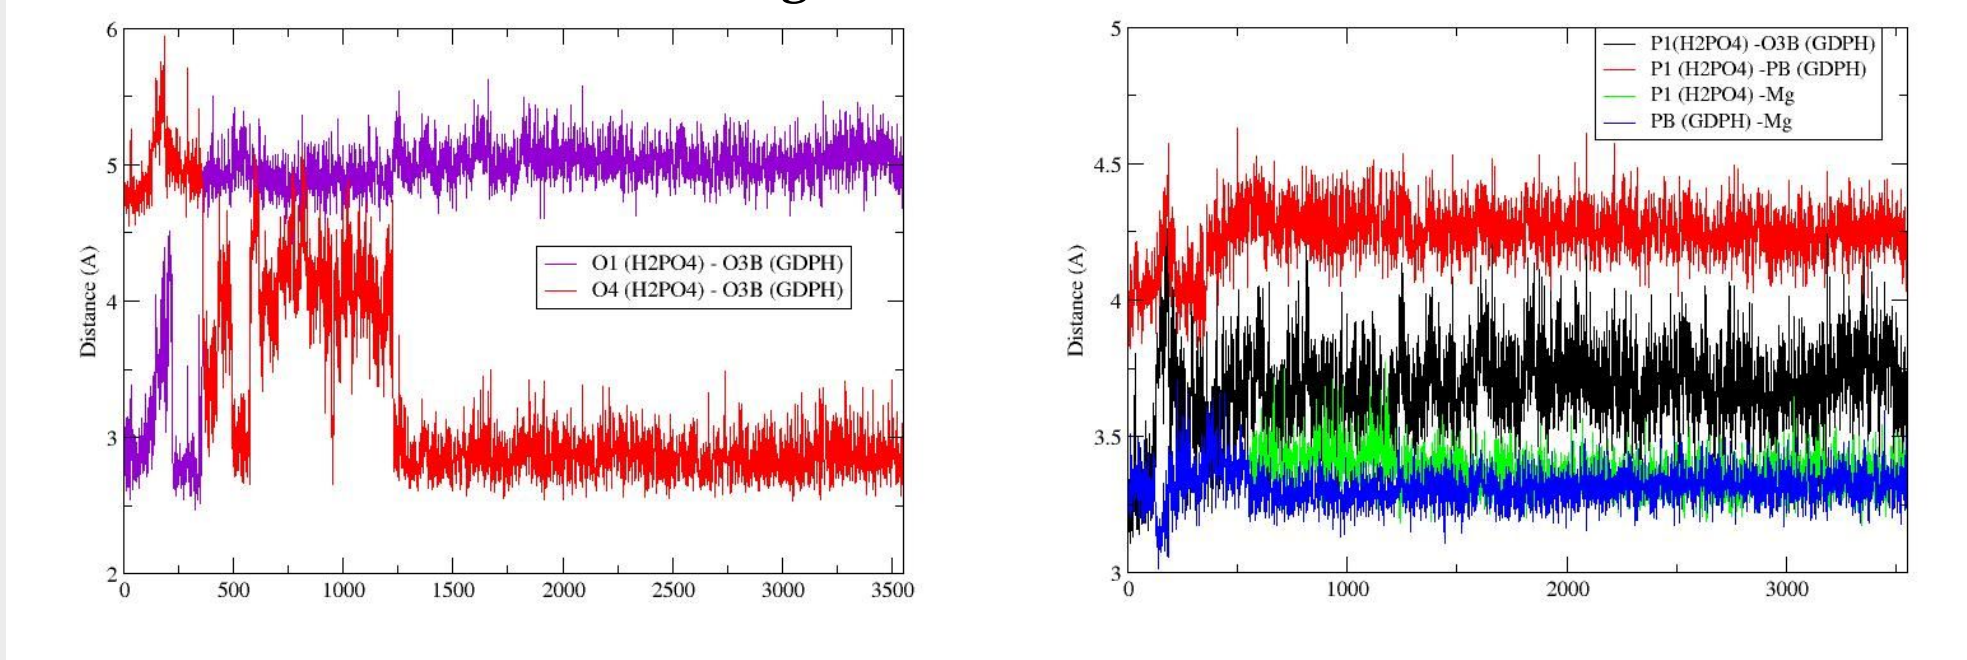 6
5
4
3
2
Distance (A)
O1 (H2PO4) - O3B (GDPH)
O4 (H2PO4) - O3B (GDPH)
0 500 1000 1500 2000 2500 3000 3500
5
4.5
4
3.5
3
Distance (A)
P1(H2PO4) -O3B (GDPH)
P1 (H2PO4) -PB (GDPH)
P1 (H2PO4) -Mg
PB (GDPH) -Mg
0 1000 2000 3000